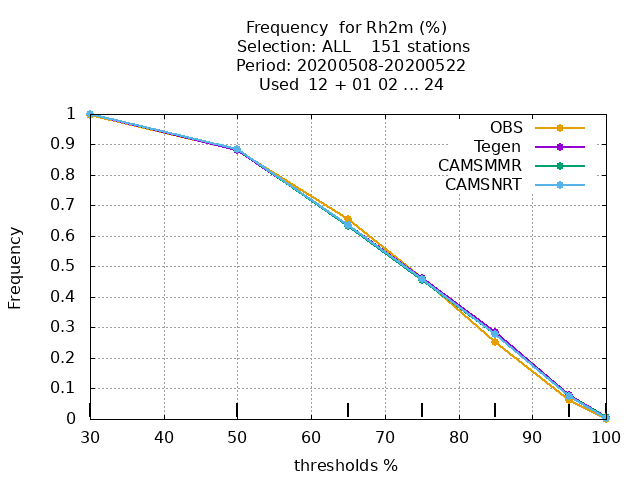 Frequency for Rh2m (%)
Selection: ALL 151 stations
Period: 20200508-20200522
Used 12 + 01 02 ... 24
OBS
Tegen
CAMSMMR
CAMSNRT
1
0.9
0.8
0.7
0.6
0.5
0.4
0.3
0.2
0.1
0
Frequency
30 40 50 60 70 80 90 100
thresholds %